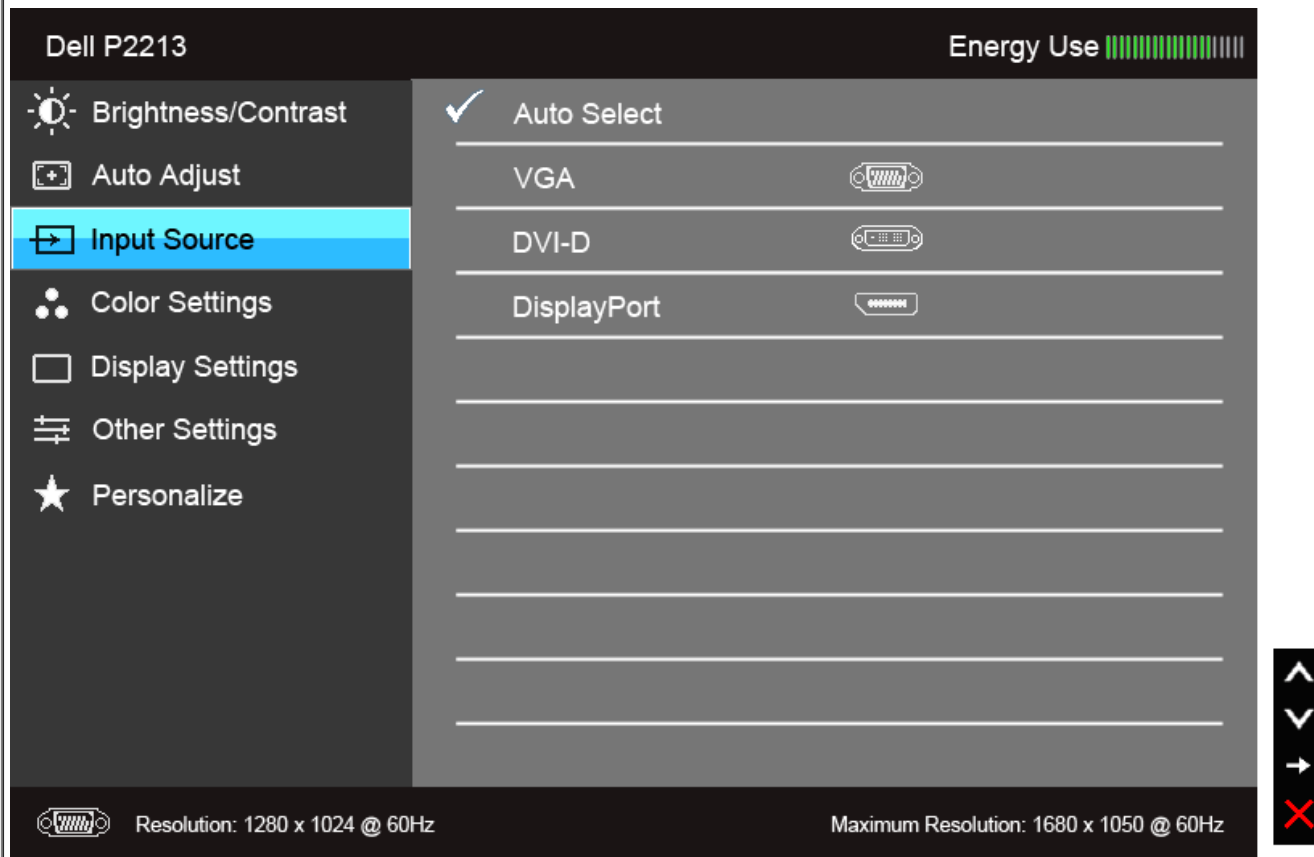 Dell P2213
Energy Use
Brightness/Contrast
Auto Adjust
Input Source
Color Settings
Display Settings
Other Settings
Personalize
Auto Select
VGA
DVI-D
DisplayPort
Resolution: 1280 x 1024 @ 60Hz
Maximum Resolution: 1680 x 1050 @ 60Hz